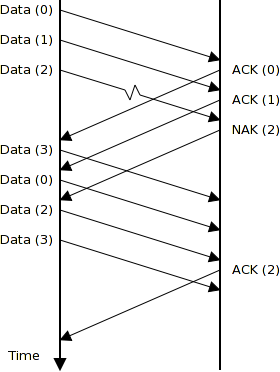 Data (0)
Data (1)
Data (2)
ACK (0)
ACK (1)
NAK (2)
Data (3)
Data (0)
Data (2)
Data (3)
ACK (2)
Time